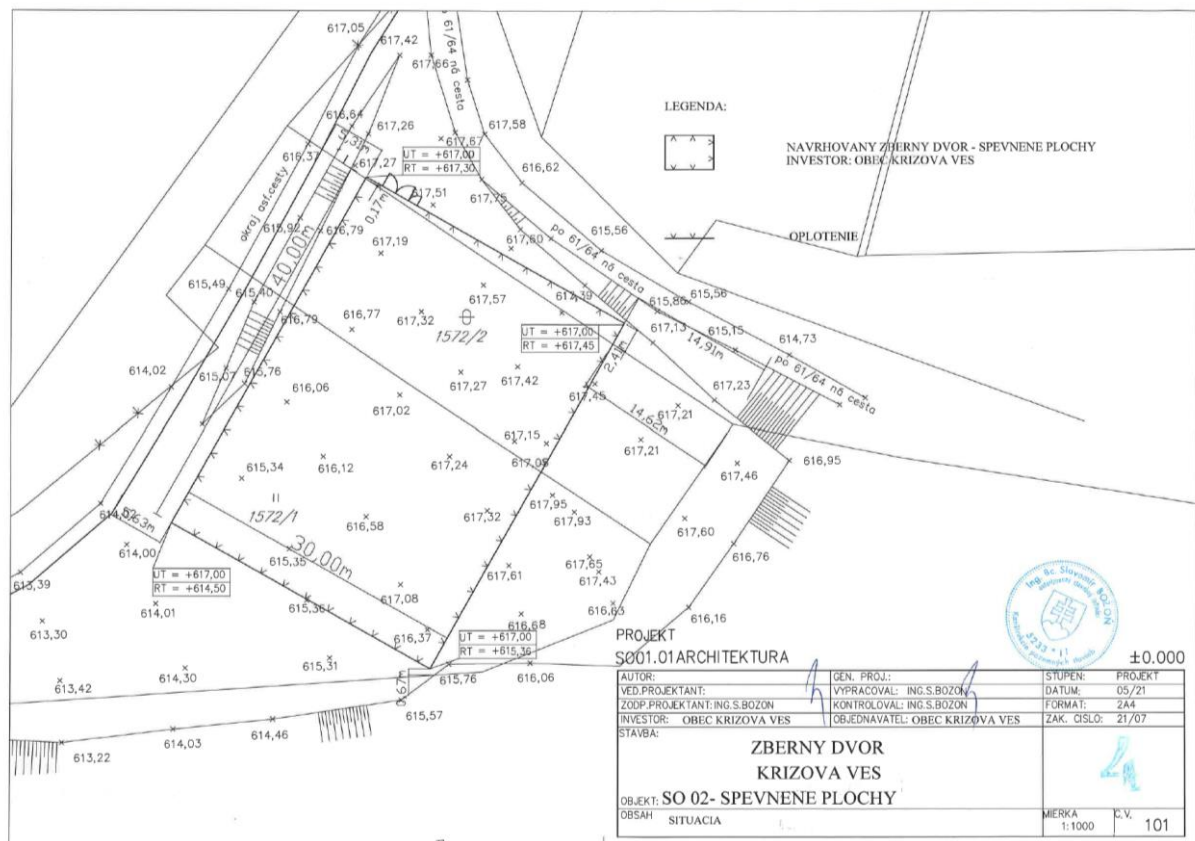 617,05
617,42
617,66
po 61/64 nā cesta
616,64
617,26
617,67
617,58
5,31m
616,37
617,27
UT = +617,00
RT = +617,30
616,62
617,75
okraj asf.cesty
0,17m
617,51
615,92
616,79
617,19
617,60
po 61/64 nā cesta
615,56
40,00m
615,49
615,40
616,79
616,77
617,32
617,57
1572/2
617,39
615,86
615,56
UT = +617,00
RT = +617,45
617,13
615,15
14,91m
614,73
po 61/64 nā cesta
614,02
615,07
615,76
616,06
617,27
617,42
2,41m
617,45
617,23
617,02
14,62m
617,21
617,15
617,21
615,34
616,12
617,24
617,46
616,95
1572/1
617,95
616,58
617,32
617,93
617,60
614,00
615,35
30,00m
616,76
613,39
UT = +617,00
RT = +614,50
617,61
617,65
617,43
617,08
614,01
615,36
616,68
616,63
616,16
613,30
616,37
UT = +617,00
RT = +615,36
615,31
614,30
615,76
616,06
613,42
0,67m
615,57
614,46
614,03
613,22
LEGENDA:
NAVRHOVANY ZBERNY DVOR - SPEVNENE PLOCHY
INVESTOR: OBEC KRIZOVA VES
OPLOTENIE
Ing. Bc. Slavomír BOZOŇ
PROJEKT
SO01.01ARCHITEKTURA
±0.000
AUTOR:
GEN. PROJ.:
STUPEN: PROJEKT
VED.PROJEKTANT:
VYPRACOVAL: ING.S.BOZON
DATUM: 05/21
ZODP.PROJEKTANT: ING.S.BOZON
KONTROLOVAL: ING.S.BOZON
FORMAT: 2A4
INVESTOR: OBEC KRIZOVA VES
OBJEDNAVATEL: OBEC KRIZOVA VES
ZAK. CISLO: 21/07
STAVBA:
ZBERNY DVOR
KRIZOVA VES
4
OBJEKT: SO 02- SPEVNENE PLOCHY
OBSAH SITUACIA
MIERKA
1:1000
C.V. 101